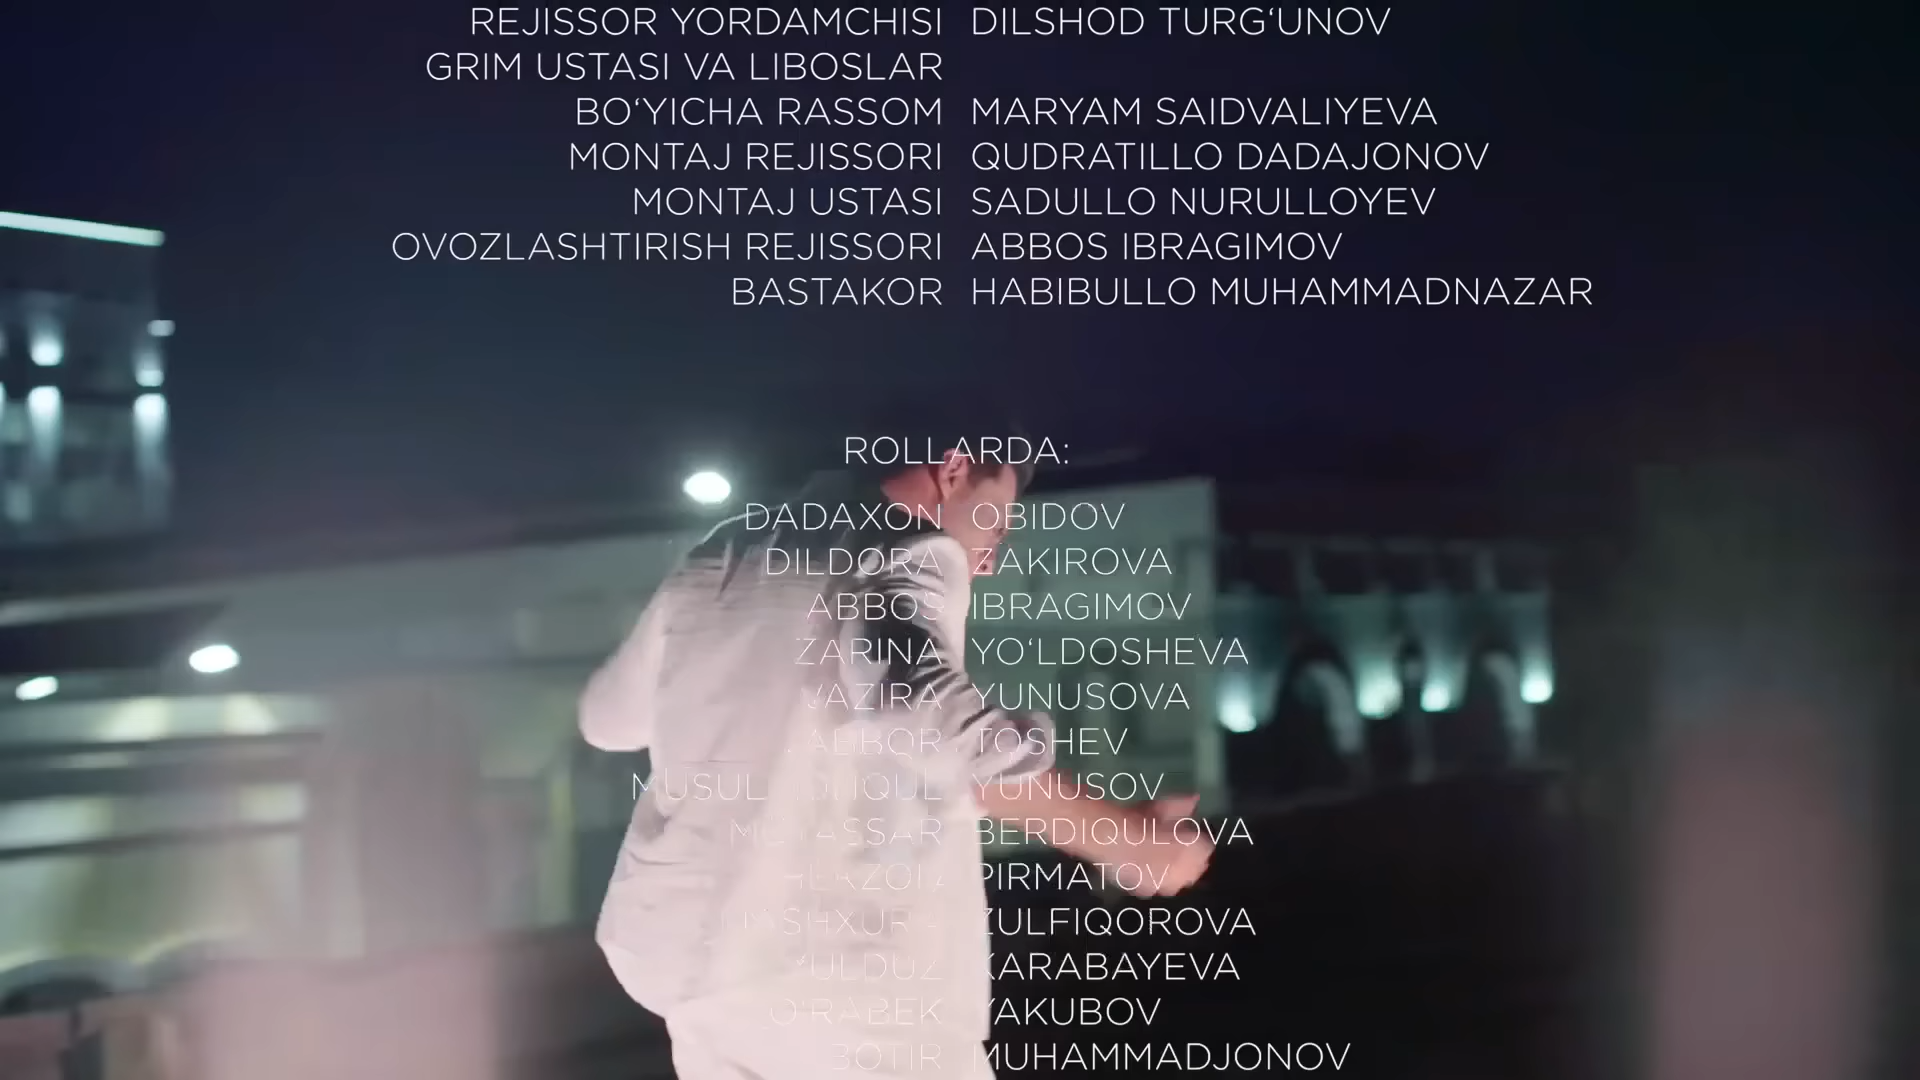 REJISSOR YORDAMCHISI DILSHOD TURG‘UNOV
GRIM USTASI VA LIBOSLAR
BO‘YICHA RASSOM MARYAM SAIDVALIYEVA
MONTAJ REJISSORI QUDRATILLO DADAJONOV
MONTAJ USTASI SADULLO NURULLOYEV
OVOZLASHTIRISH REJISSORI ABBOS IBRAGIMOV
BASTAKOR HABIBULLO MUHAMMADNAZAR
ROLLARDA:
DADAXON OBIDOV
DILDORA ZAKIROVA
ABBOS IBRAGIMOV
ZARINA YO‘LDOSHEVA
VAZIRA YUNUSOVA
TOSHEV
YUNUSOV
BERDIQULOVA
PIRMATOV
ZULFIQOROVA
YULDUZ KARABAYEVA
YAKUBOV
BOTIR MUHAMMADJONOV